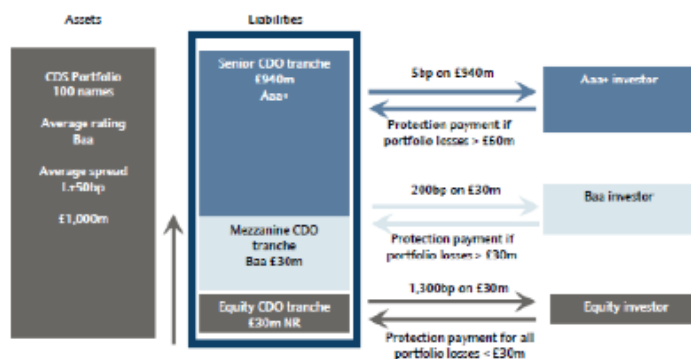 Assets
Liabilities
CDS Portfolio
100 names
Average rating
Baa
Average spread
L+50bp
£1,000m
Senior CDO tranche
£940m
Aaa+
Mezzanine CDO
tranche
Baa £30m
Equity CDO tranche
£30m NR
5bp on £940m
Protection payment if
portfolio losses > £60m
200bp on £30m
Protection payment if
portfolio losses > £30m
1,300bp on £30m
Protection payment for all
portfolio losses < £30m
Aaa+ investor
Baa investor
Equity investor